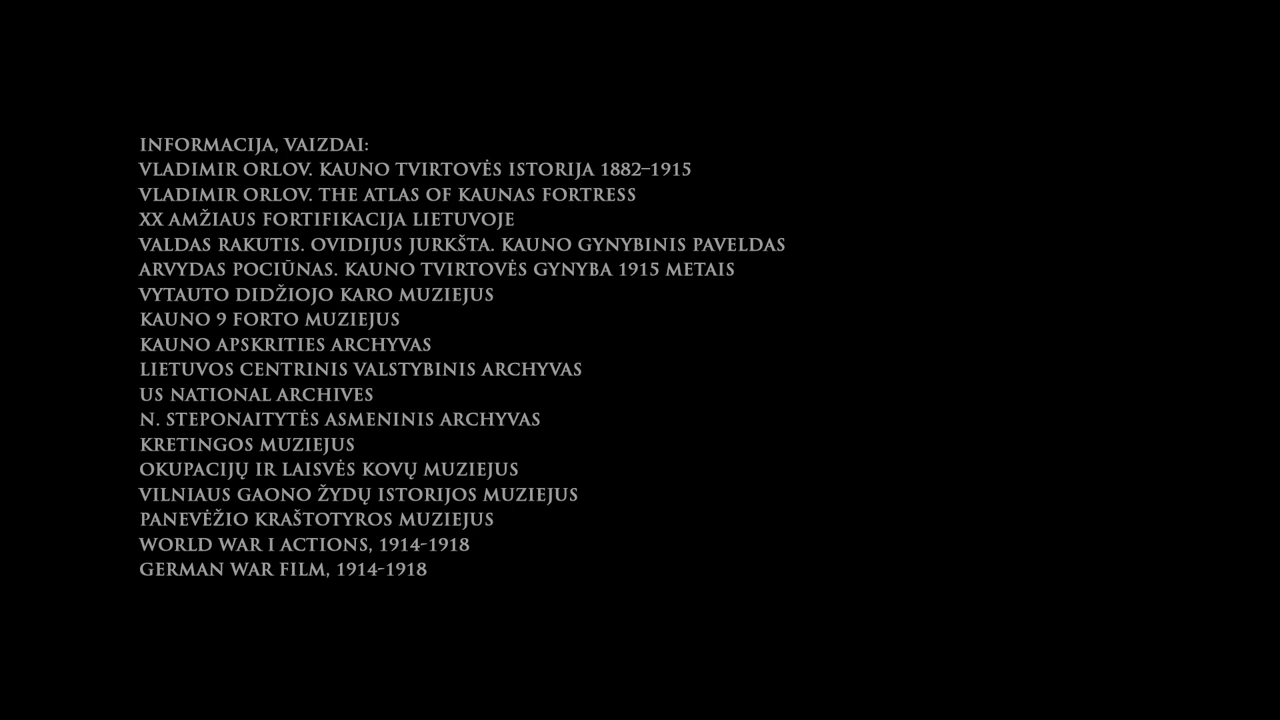 INFORMACIJA, VAIZDAI:
VLADIMIR ORLOV. KAUNO TVIRTOVĖS ISTORIJA 1882–1915
VLADIMIR ORLOV. THE ATLAS OF KAUNAS FORTRESS
XX AMŽIAUS FORTIFIKACIJA LIETUVOJE
VALDAS RAKUTIS. OVIDIJUS JURKŠTA. KAUNO GYNYBINIS PAVELDAS
ARVYDAS POCIŪNAS. KAUNO TVIRTOVĖS GYNYBA 1915 METAIS
VYTAUTO DIDŽIOJO KARO MUZIEJUS
KAUNO 9 FORTO MUZIEJUS
KAUNO APSKRITIES ARCHYVAS
LIETUVOS CENTRINIS VALSTYBINIS ARCHYVAS
US NATIONAL ARCHIVES
N. STEPONAITYTĖS ASMENINIS ARCHYVAS
KRETINGOS MUZIEJUS
OKUPACIJŲ IR LAISVĖS KOVŲ MUZIEJUS
VILNIAUS GAONO ŽYDŲ ISTORIJOS MUZIEJUS
PANEVĖŽIO KRAŠTOTYROS MUZIEJUS
WORLD WAR I ACTIONS, 1914-1918
GERMAN WAR FILM, 1914-1918